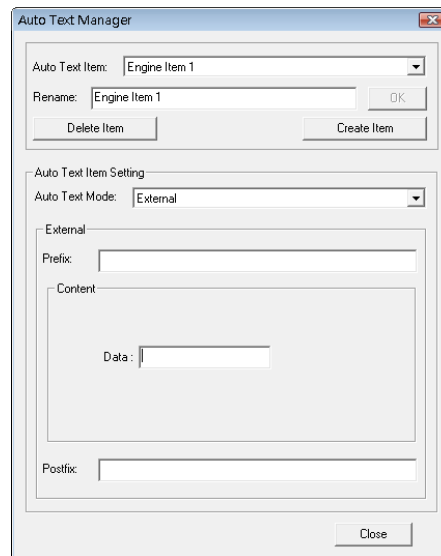 Auto Text Manager
Auto Text Item: Engine Item 1
Rename: Engine Item 1 OK
Delete Item Create Item
Auto Text Item Setting
Auto Text Mode: External
External
Prefix:
Content
Data :
Postfix:
Close